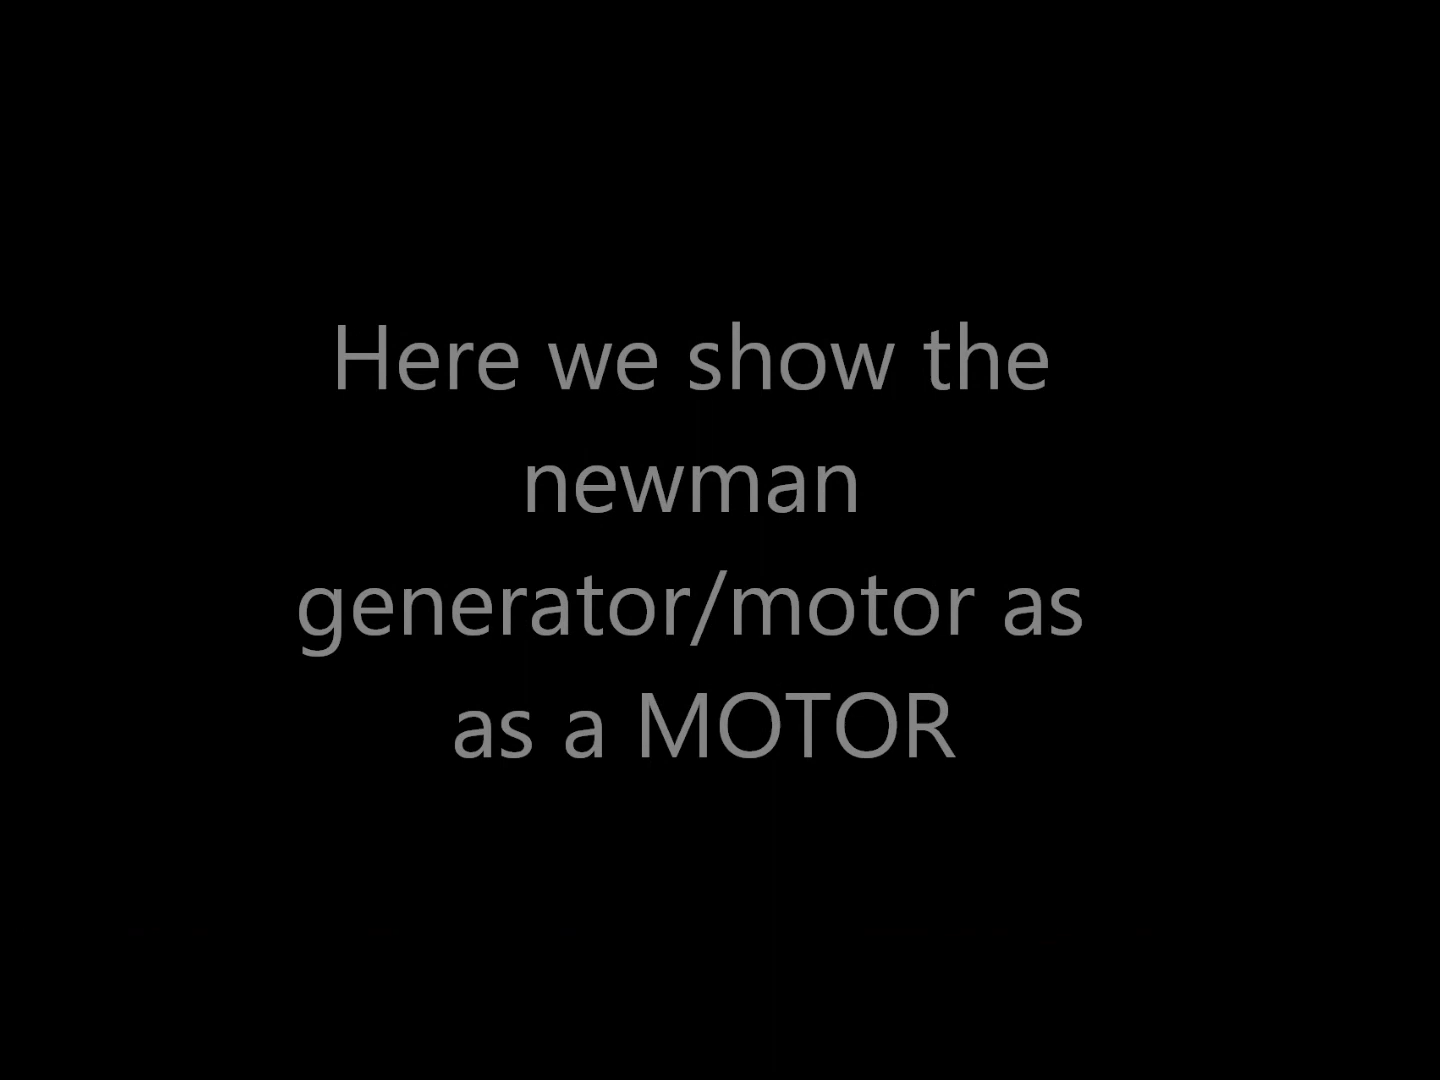 Here we show the
newman
generator/motor as
as a MOTOR